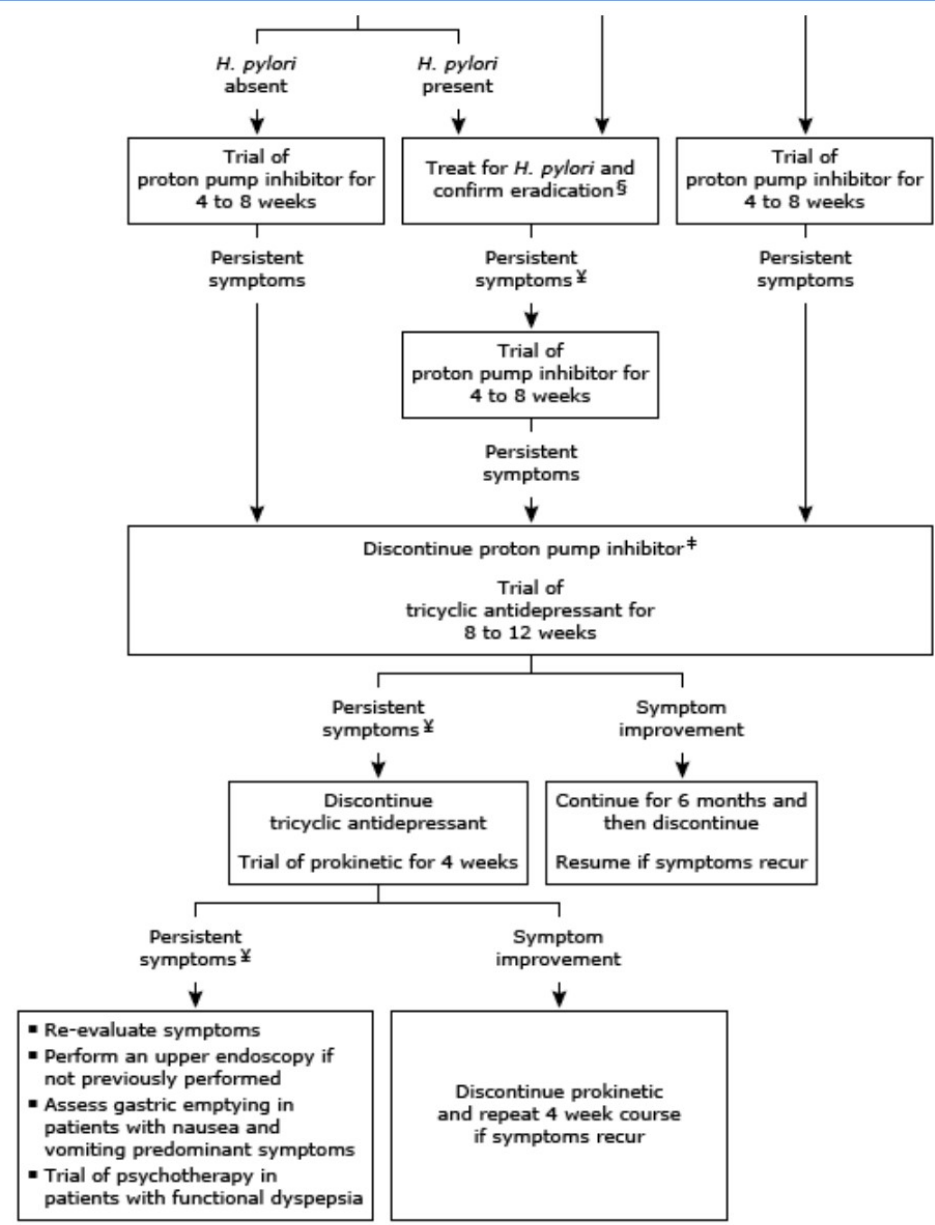 H. pylori
absent
H. pylori
present
Trial of
proton pump inhibitor for
4 to 8 weeks
Treat for H. pylori and
confirm eradication§
Trial of
proton pump inhibitor for
4 to 8 weeks
Persistent
symptoms
Persistent
symptoms¥
Persistent
symptoms
Trial of
proton pump inhibitor for
4 to 8 weeks
Persistent
symptoms
Discontinue proton pump inhibitor‡
Trial of
tricyclic antidepressant for
8 to 12 weeks
Persistent
symptoms¥
Symptom
improvement
Discontinue
tricyclic antidepressant
Trial of prokinetic for 4 weeks
Continue for 6 months and
then discontinue
Resume if symptoms recur
Persistent
symptoms¥
Symptom
improvement
▪ Re-evaluate symptoms
▪ Perform an upper endoscopy if
not previously performed
▪ Assess gastric emptying in
patients with nausea and
vomiting predominant symptoms
▪ Trial of psychotherapy in
patients with functional dyspepsia
Discontinue prokinetic
and repeat 4 week course
if symptoms recur